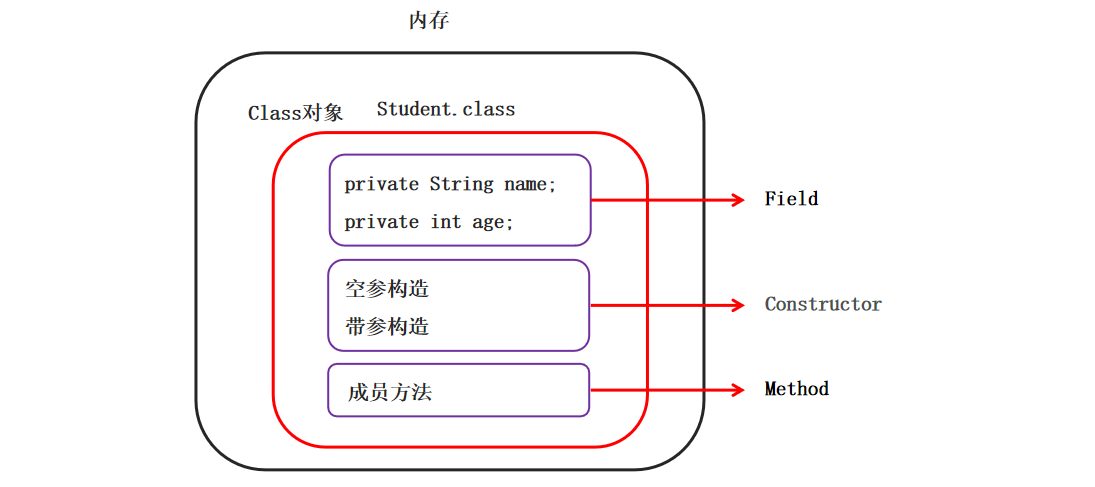 内存
Class对象 Student.class
private String name;
private int age;
Field
空参构造
带参构造
Constructor
成员方法
Method